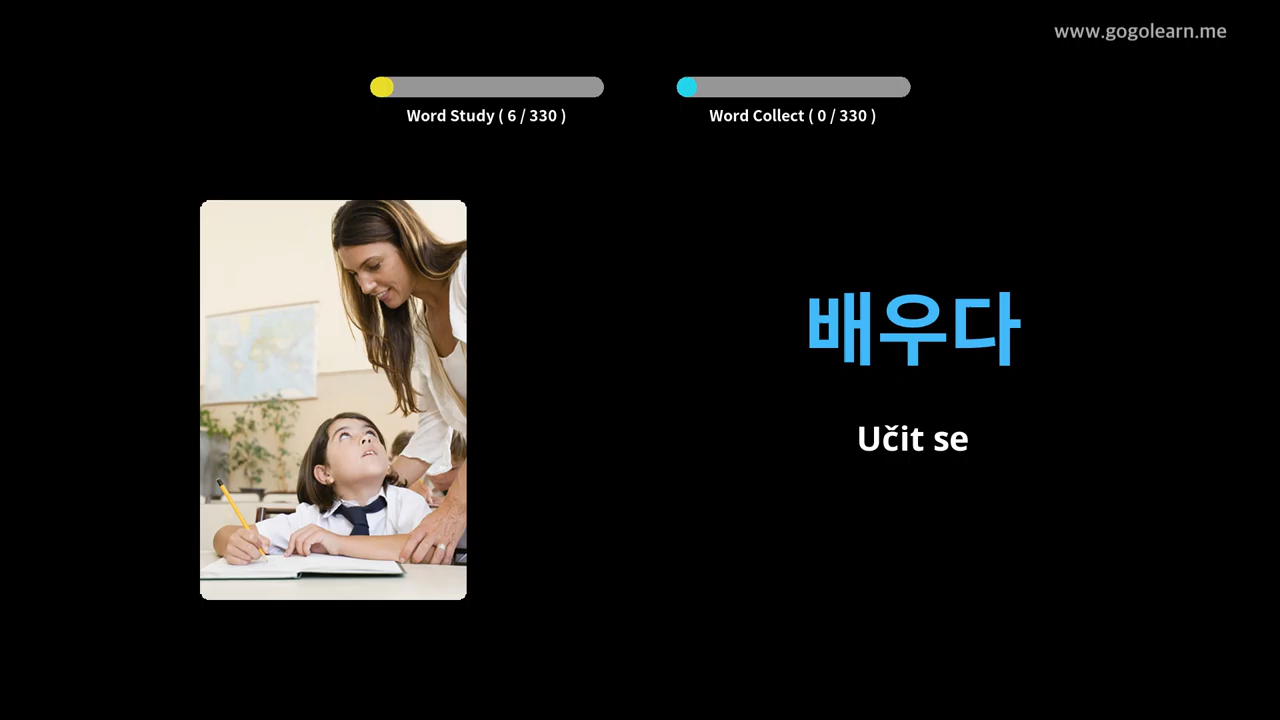 www.gogolearn.me
Word Study ( 6 / 330 )
Word Collect ( 0 / 330 )
배우다
Učit se